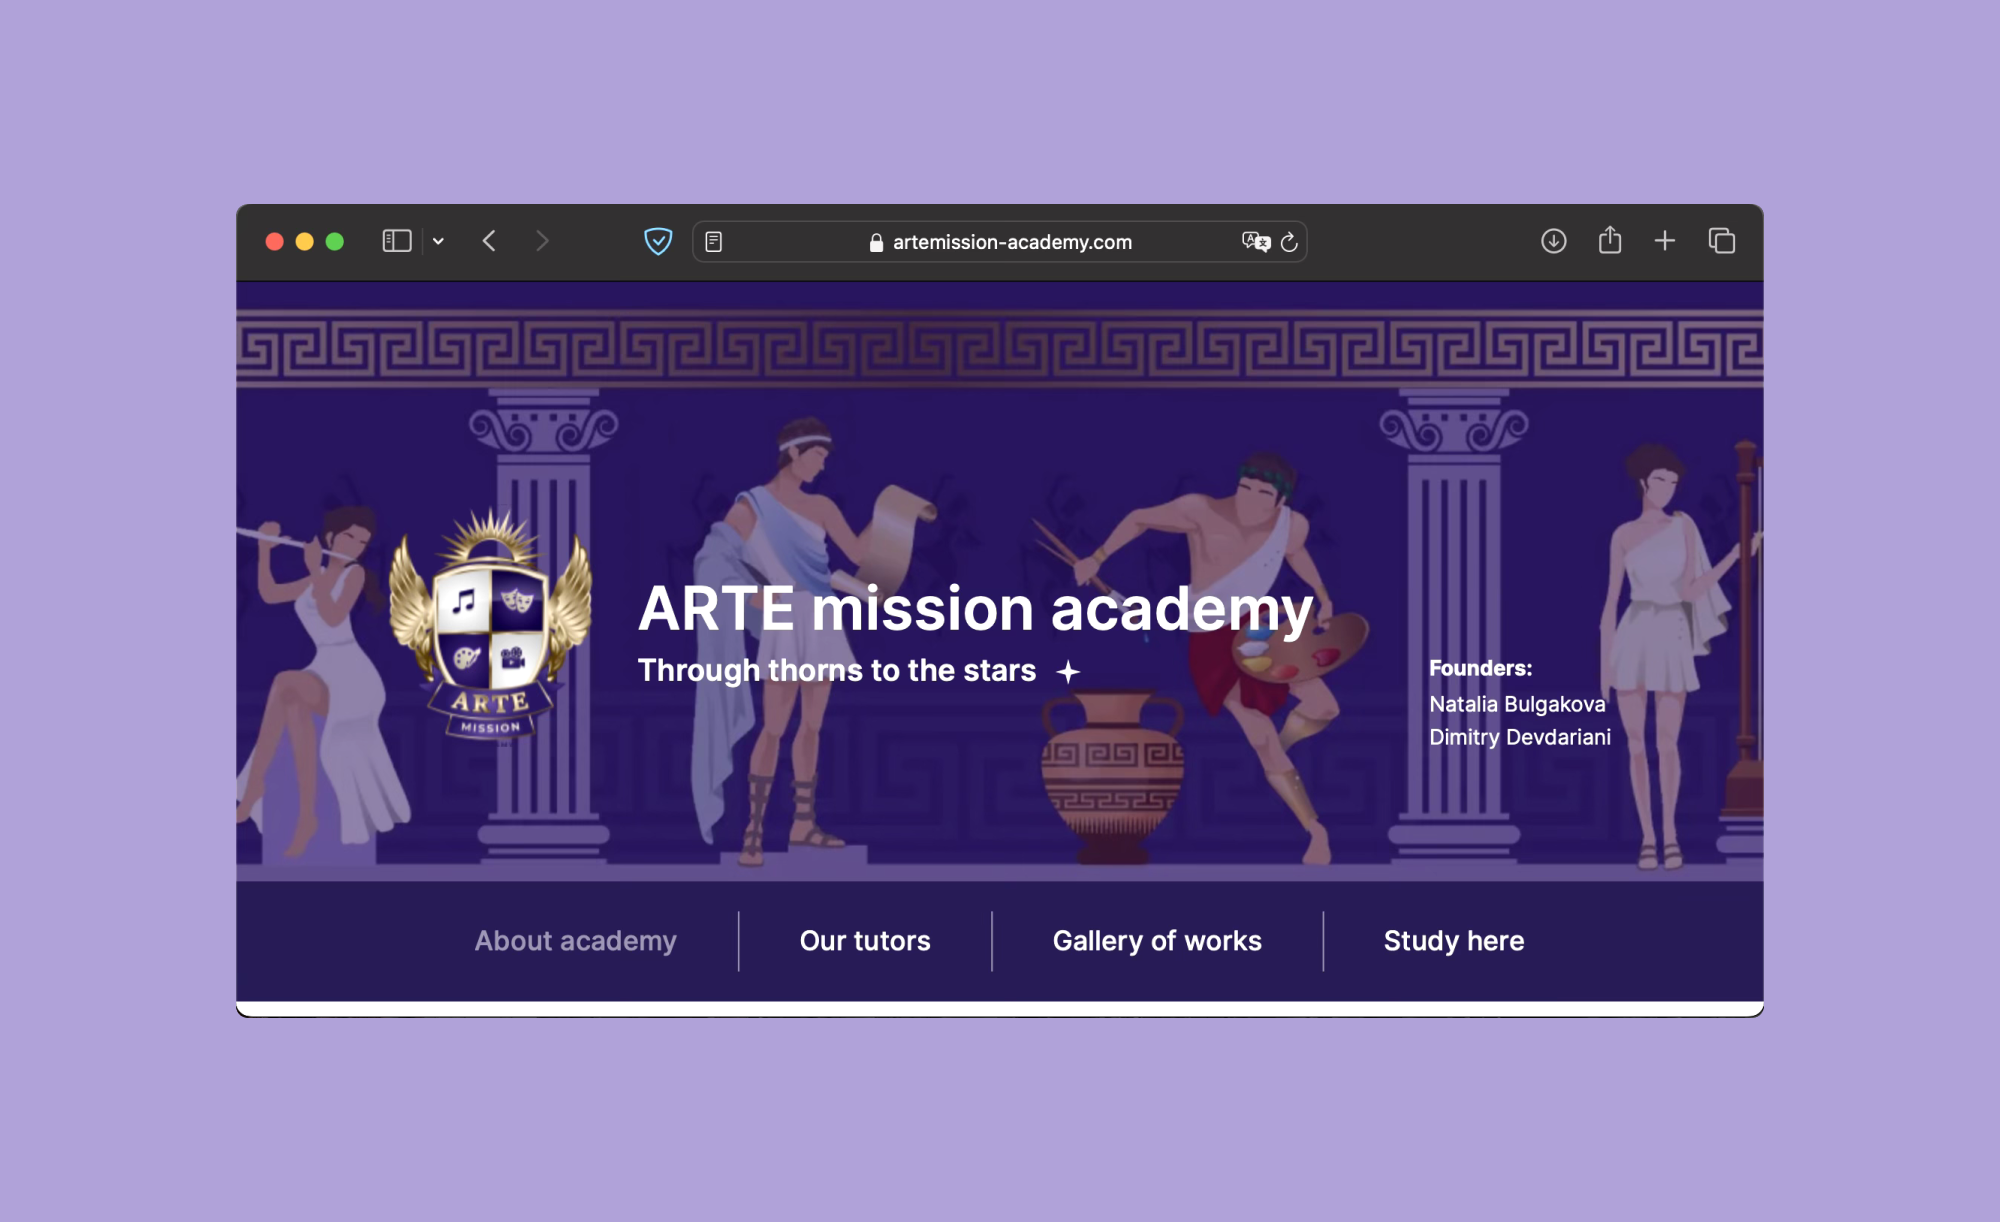 artemission-academy.com
ARTE mission academy
Through thorns to the stars
ARTE
MISSION
Founders:
Natalia Bulgakova
Dimitry Devdariani
About academy
Our tutors
Gallery of works
Study here